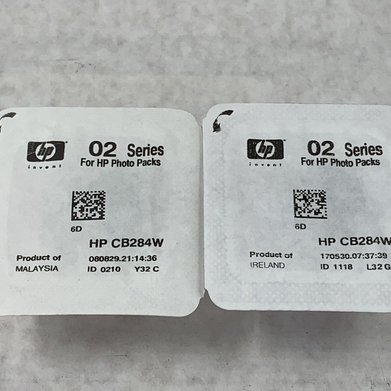 hp
invent
02 Series
For HP Photo Packs
6D
HP CB284W
Product of
MALAYSIA
080829.21:14:36
ID 0210 Y32 C
hp
invent
02 Series
For HP Photo Packs
6D
HP CB284W
Product of
IRELAND
170530.07:37:39
ID 1118 L32 G